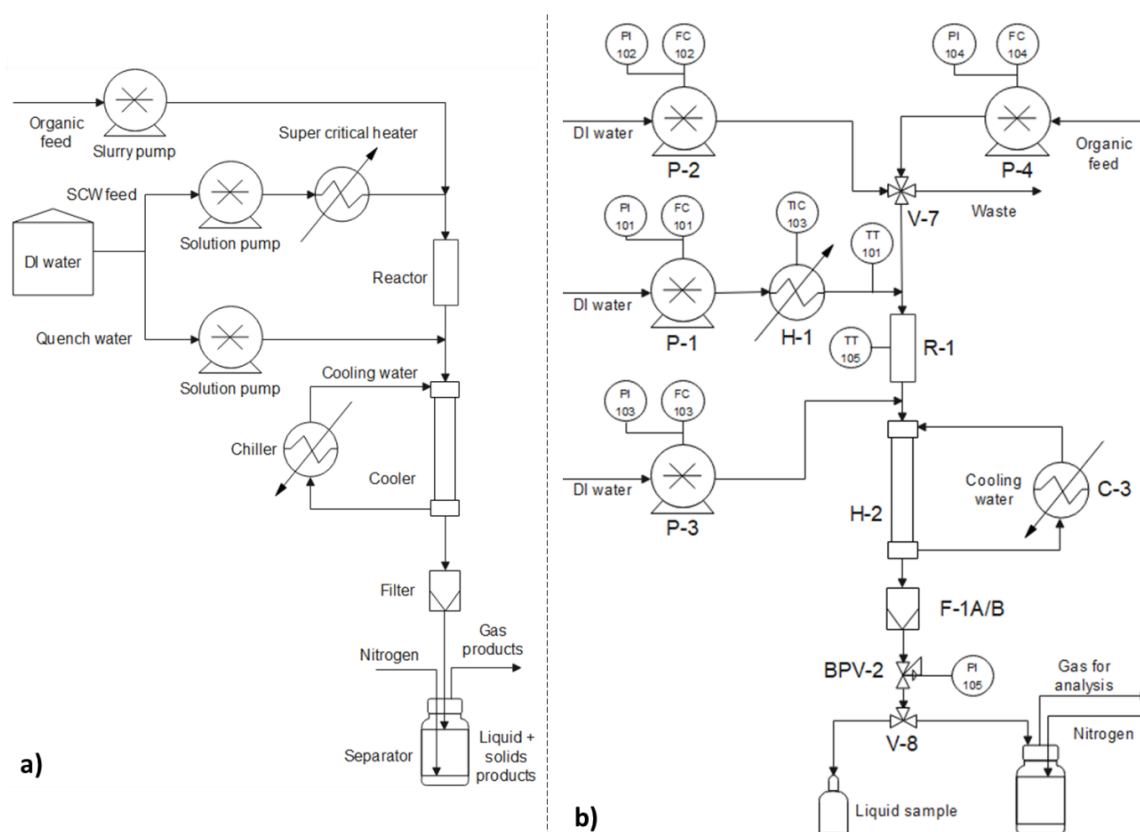 Organic
feed
Slurry pump
Super critical heater
SCW feed
Solution pump
DI water
Reactor
Quench water
Solution pump
Cooling water
Chiller
Cooler
Filter
Nitrogen
Gas
products
Separator
Liquid +
solids
products
a)
PI
102
FC
102
DI water
P-2
PI
104
FC
104
Organic
feed
P-4
Waste
V-7
PI
101
FC
101
TIC
103
TT
101
DI water
P-1
H-1
TT
105
R-1
PI
103
FC
103
DI water
P-3
Cooling
water
C-3
H-2
F-1A/B
BPV-2
PI
105
Gas for
analysis
Nitrogen
V-8
Liquid sample
b)